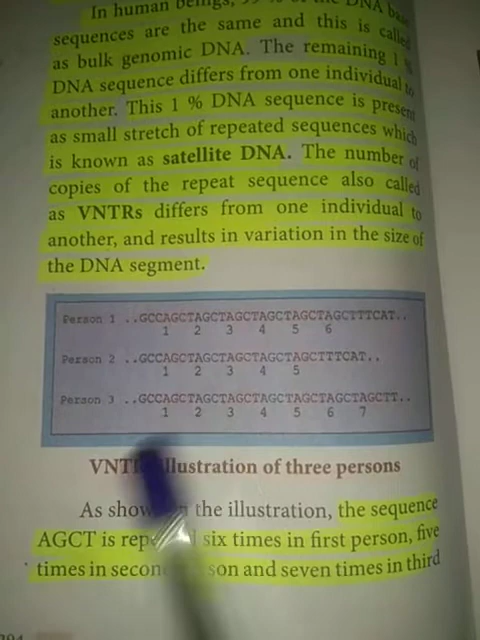 In human beings, 99 % of the DNA base
sequences are the same and this is called
as bulk genomic DNA. The remaining 1 %
DNA sequence differs from one individual to
another. This 1 % DNA sequence is present
as small stretch of repeated sequences which
is known as satellite DNA. The number of
copies of the repeat sequence also called
as VNTRs differs from one individual to
another, and results in variation in the size of
the DNA segment.
Person 1 ..GCCAGCTAGCTAGCTAGCTAGCTAGCTTTCAT..
1 2 3 4 5 6
Person 2 ..GCCAGCTAGCTAGCTAGCTAGCTTTCAT..
1 2 3 4 5
Person 3 ..GCCAGCTAGCTAGCTAGCTAGCTAGCTAGCTT..
1 2 3 4 5 6 7
illustration of three persons
As the illustration, the sequence
AGCT is six times in first person, five
times in and seven times in third